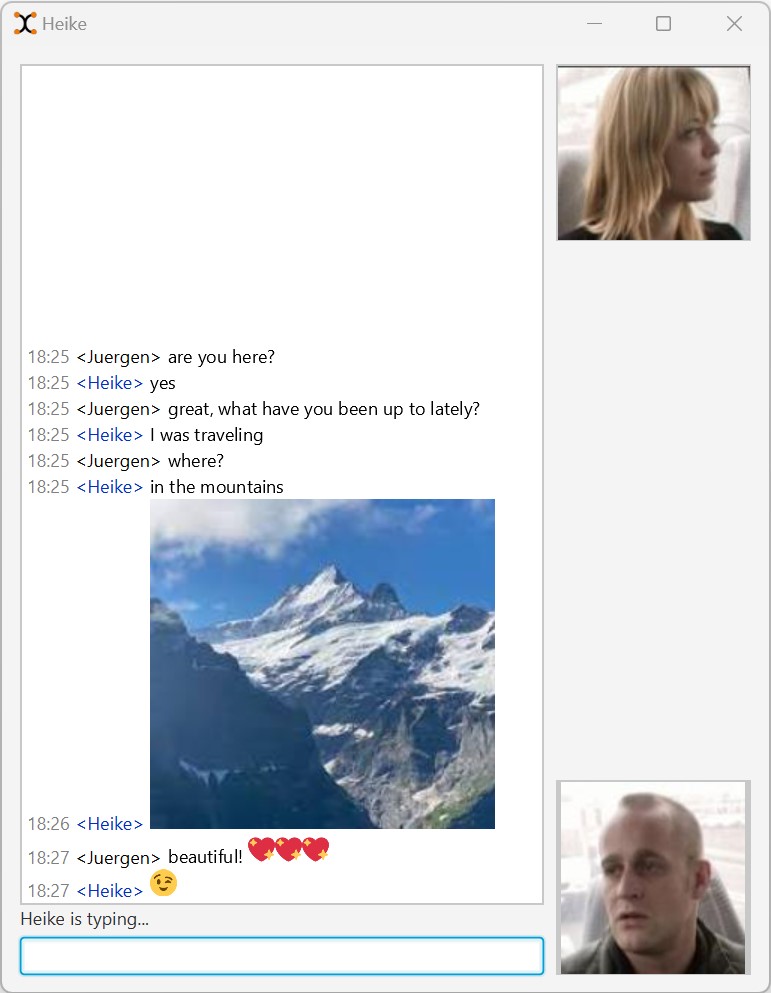 Heike
18:25 <Juergen> are you here?
18:25 <Heike> yes
18:25 <Juergen> great, what have you been up to lately?
18:25 <Heike> I was traveling
18:25 <Juergen> where?
18:25 <Heike> in the mountains
18:26 <Heike>
18:27 <Juergen> beautiful! 💖💖💖
18:27 <Heike> 😉
Heike is typing...